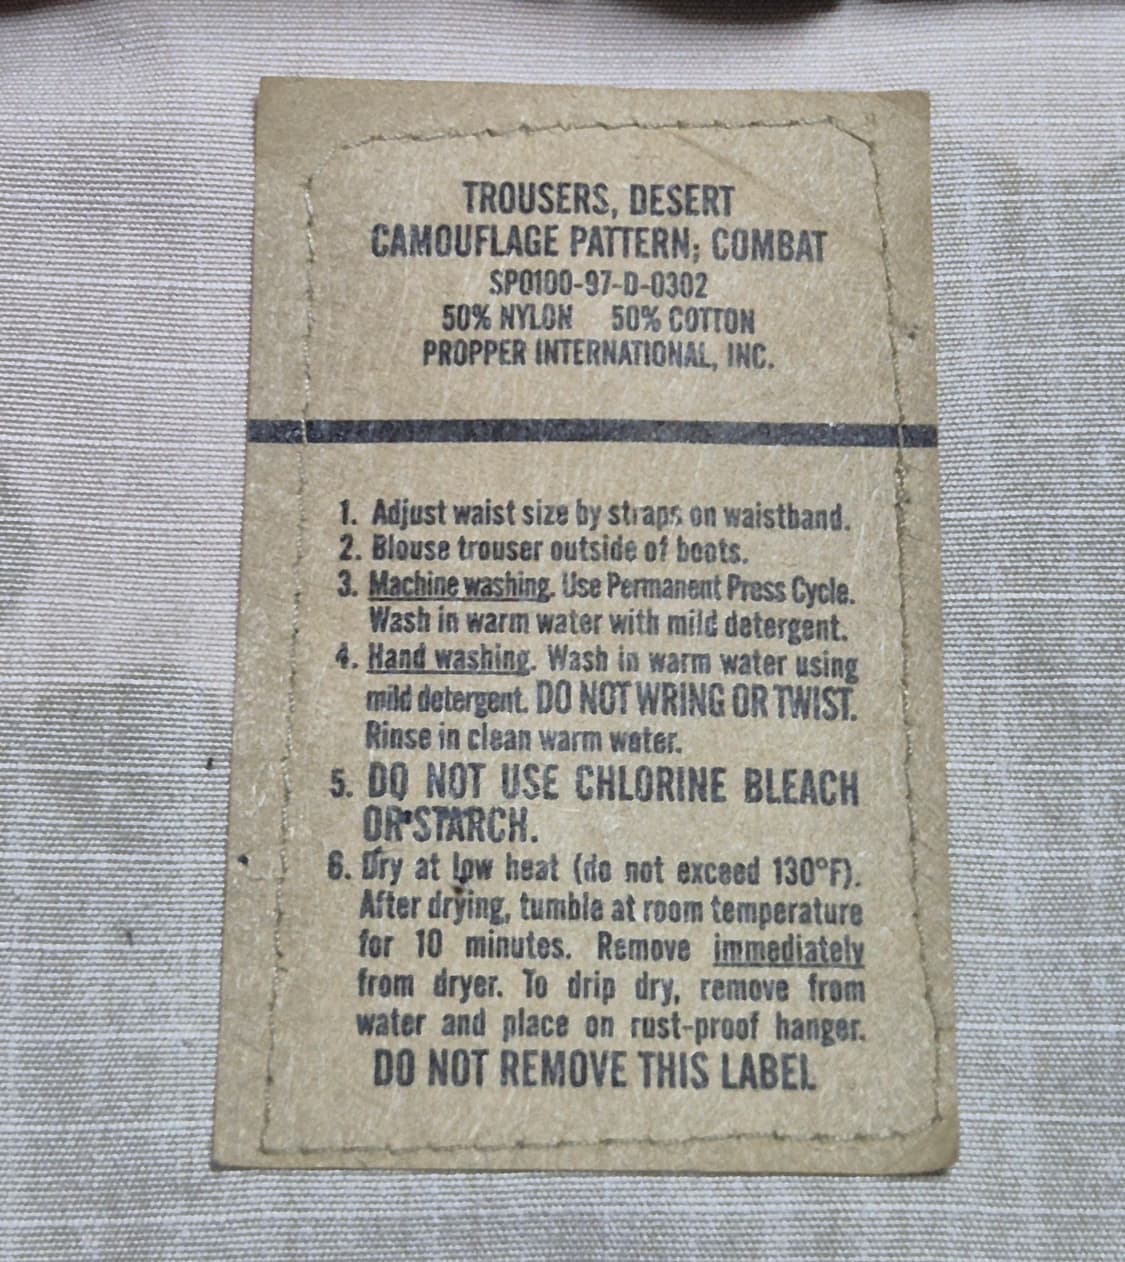 TROUSERS, DESERT
CAMOUFLAGE PATTERN; COMBAT
SPO100-97-D-0302
50% NYLON 50% COTTON
PROPPER INTERNATIONAL, INC.
1. Adjust waist size by straps on waistband.
2. Blouse trouser outside of boots.
3. Machine washing. Use Permanent Press Cycle.
Wash in warm water with mild detergent.
4. Hand washing. Wash in warm water using
mild detergent. DO NOT WRING OR TWIST.
Rinse in clean warm water.
5. DO NOT USE CHLORINE BLEACH
OR STARCH.
6. Dry at low heat (do not exceed 130°F).
After drying, tumble at room temperature
for 10 minutes. Remove immediately
from dryer. To drip dry, remove from
water and place on rust-proof hanger.
DO NOT REMOVE THIS LABEL